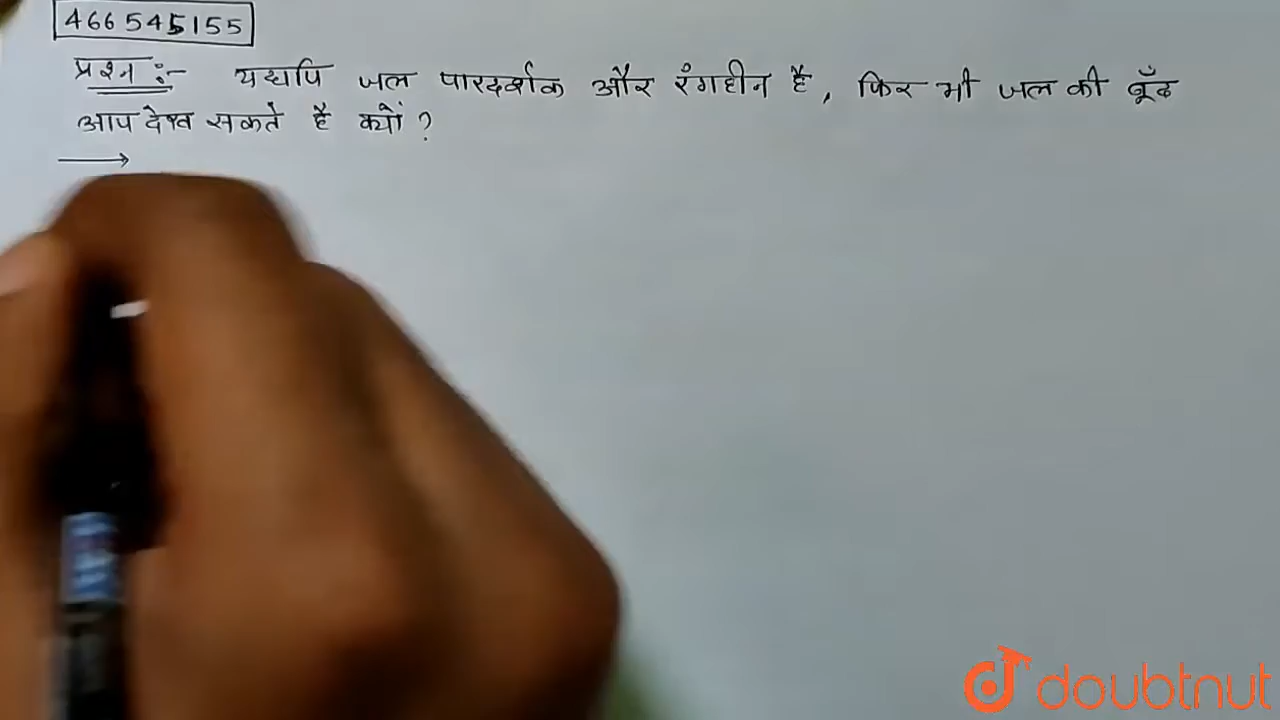 466545155
प्रश्न :- यद्यपि जल पारदर्शक और रंगहीन है, फिर भी जल की बूँद
आप देख सकते है क्यों ?
doubtnut